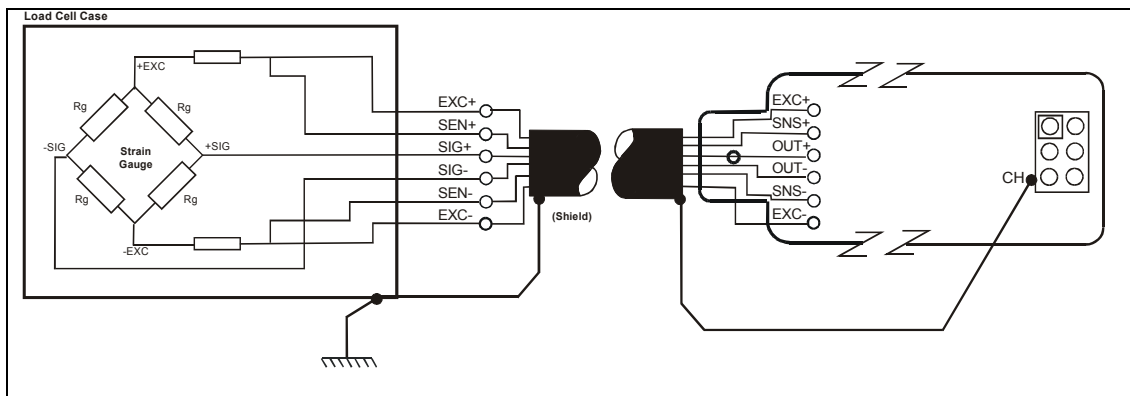 Load Cell Case
+EXC
Rg
Rg
-SIG
Strain
Gauge
+SIG
Rg
Rg
-EXC
EXC+
SEN+
SIG+
SIG-
SEN-
EXC-
(Shield)
EXC+
SNS+
OUT+
OUT-
SNS-
EXC-
CH